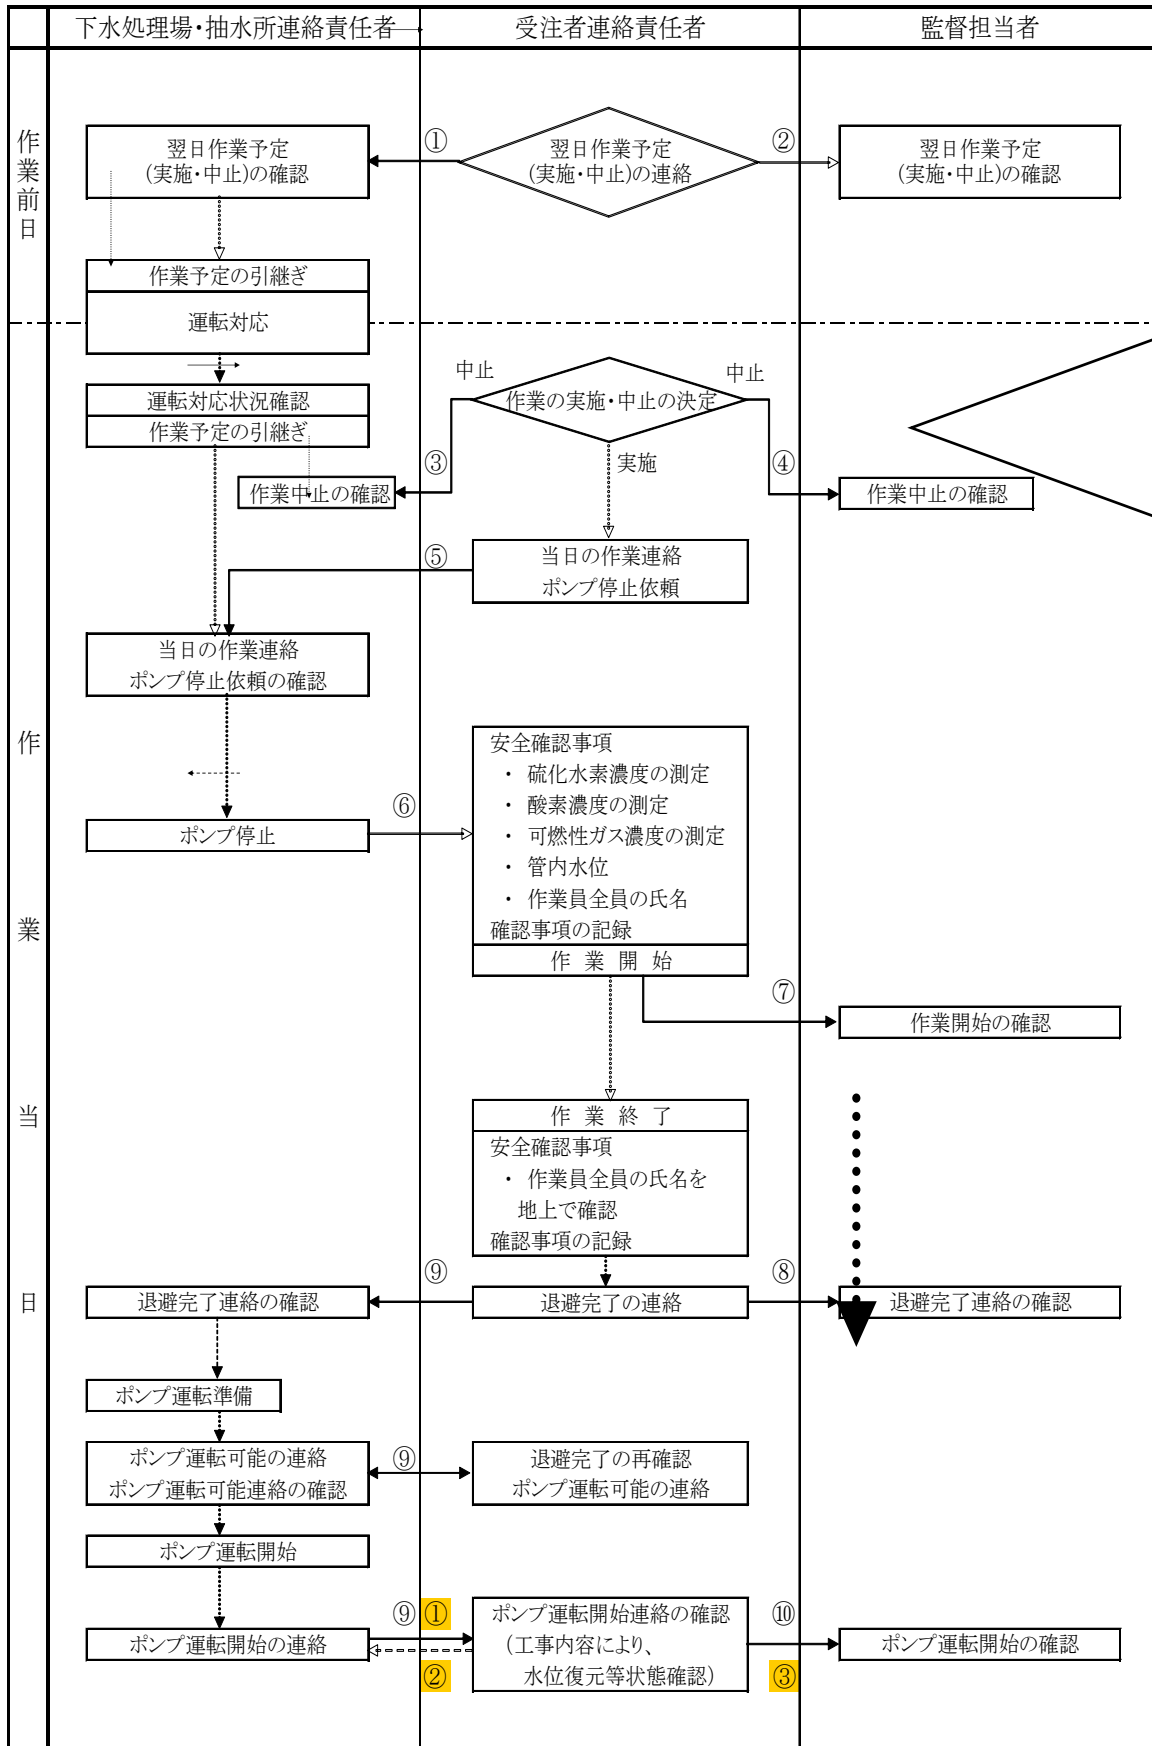 下水処理場・抽水所連絡責任者
受注者連絡責任者
監督担当者
作業前日
翌日作業予定
(実施・中止)の確認
①
翌日作業予定
(実施・中止)の連絡
②
翌日作業予定
(実施・中止)の確認
作業予定の引継ぎ
運転対応
運転対応状況確認
作業予定の引継ぎ
中止
作業の実施・中止の決定
中止
作業中止の確認
③
実施
④
作業中止の確認
⑤
当日の作業連絡
ポンプ停止依頼
当日の作業連絡
ポンプ停止依頼の確認
作業当日
ポンプ停止
⑥
安全確認事項
・ 硫化水素濃度の測定
・ 酸素濃度の測定
・ 可燃性ガス濃度の測定
・ 管内水位
・ 作業員全員の氏名
確認事項の記録
作 業 開 始
⑦
作業開始の確認
作 業 終 了
安全確認事項
・ 作業員全員の氏名を
地上で確認
確認事項の記録
退避完了連絡の確認
⑨
退避完了の連絡
⑧
退避完了連絡の確認
ポンプ運転準備
ポンプ運転可能の連絡
ポンプ運転可能連絡の確認
⑨
退避完了の再確認
ポンプ運転可能の連絡
ポンプ運転開始
ポンプ運転開始の連絡
⑨ ①
②
ポンプ運転開始連絡の確認
(工事内容により、
水位復元等状態確認)
⑩
③
ポンプ運転開始の確認